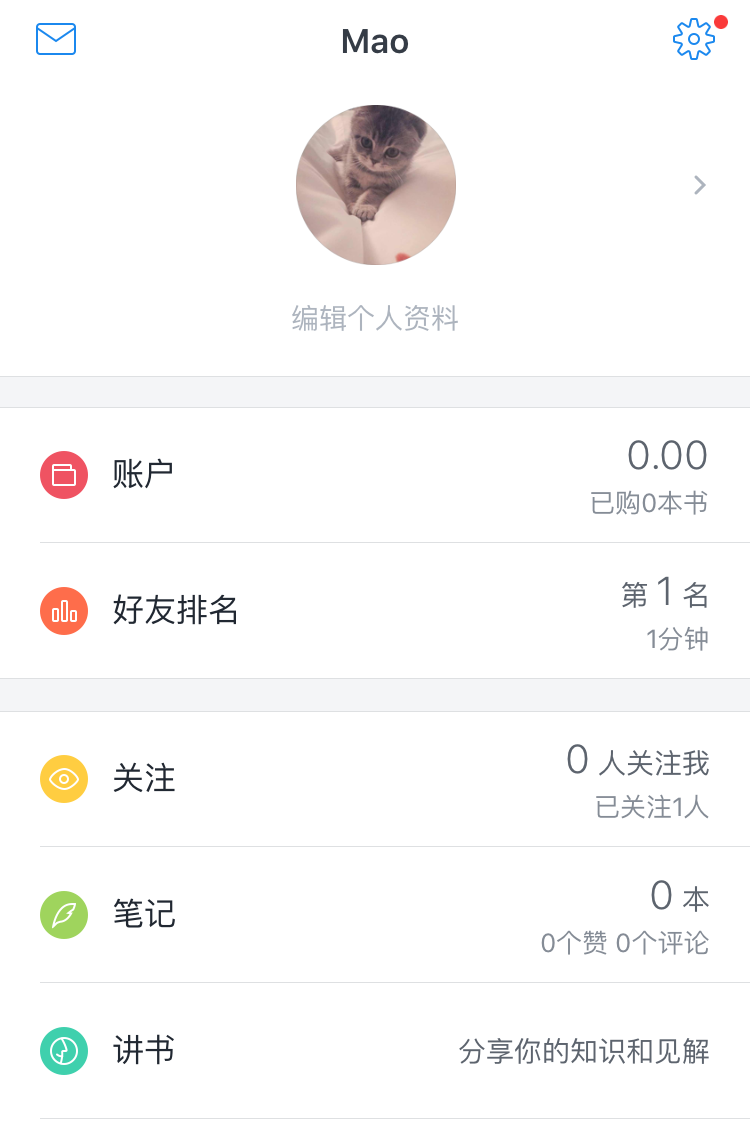 Mao
编辑个人资料
账户
0.00
已购0本书
好友排名
第 1 名
1分钟
关注
0 人关注我
已关注1人
笔记
0 本
0个赞 0个评论
讲书
分享你的知识和见解